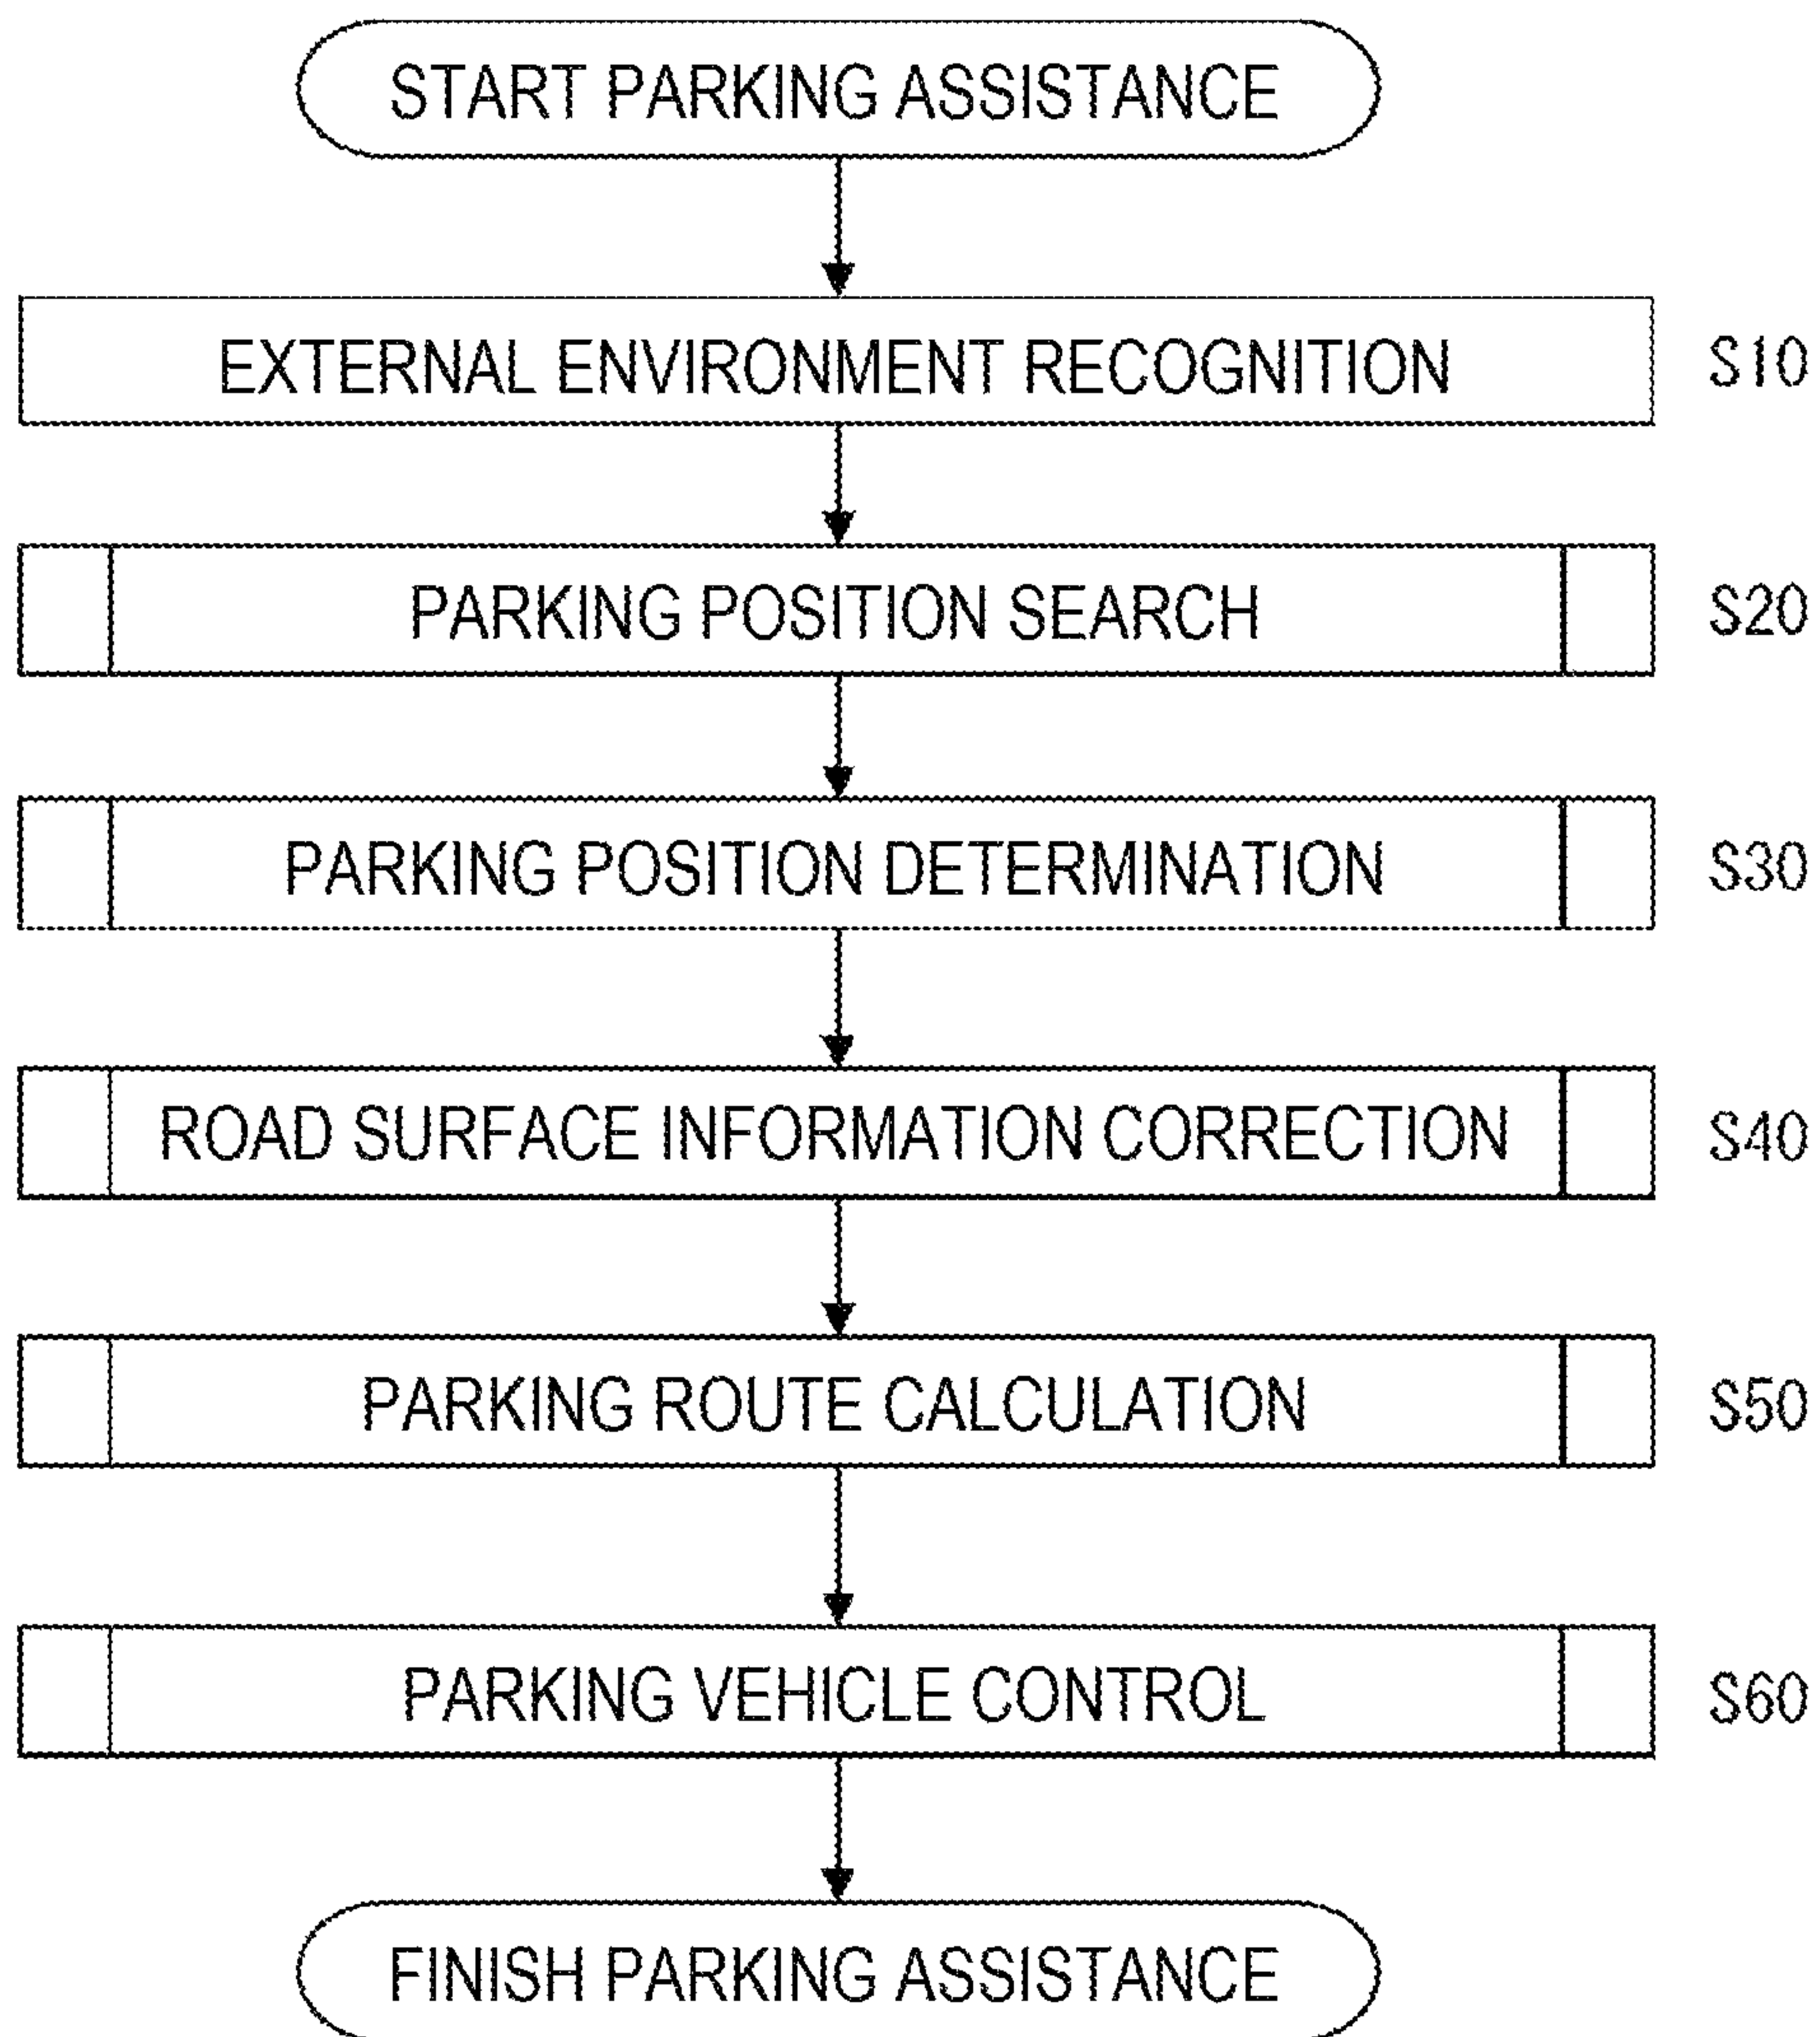 START PARKING ASSISTANCE
EXTERNAL ENVIRONMENT RECOGNITION S10
PARKING POSITION SEARCH S20
PARKING POSITION DETERMINATION S30
ROAD SURFACE INFORMATION CORRECTION S40
PARKING ROUTE CALCULATION S50
PARKING VEHICLE CONTROL S60
FINISH PARKING ASSISTANCE